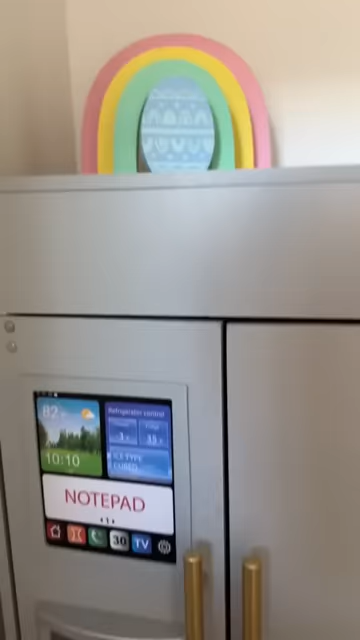 82°
Refrigerator control
ICE TYPE
CUBED
10:10
NOTEPAD
30
TV